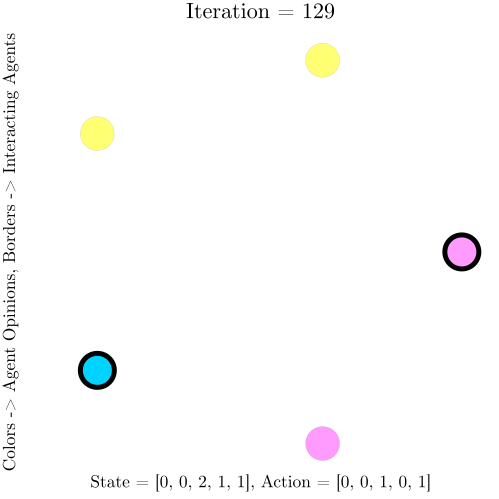 Iteration = 129
Colors -> Agent Opinions, Borders -> Interacting Agents
State = [0, 0, 2, 1, 1], Action = [0, 0, 1, 0, 1]